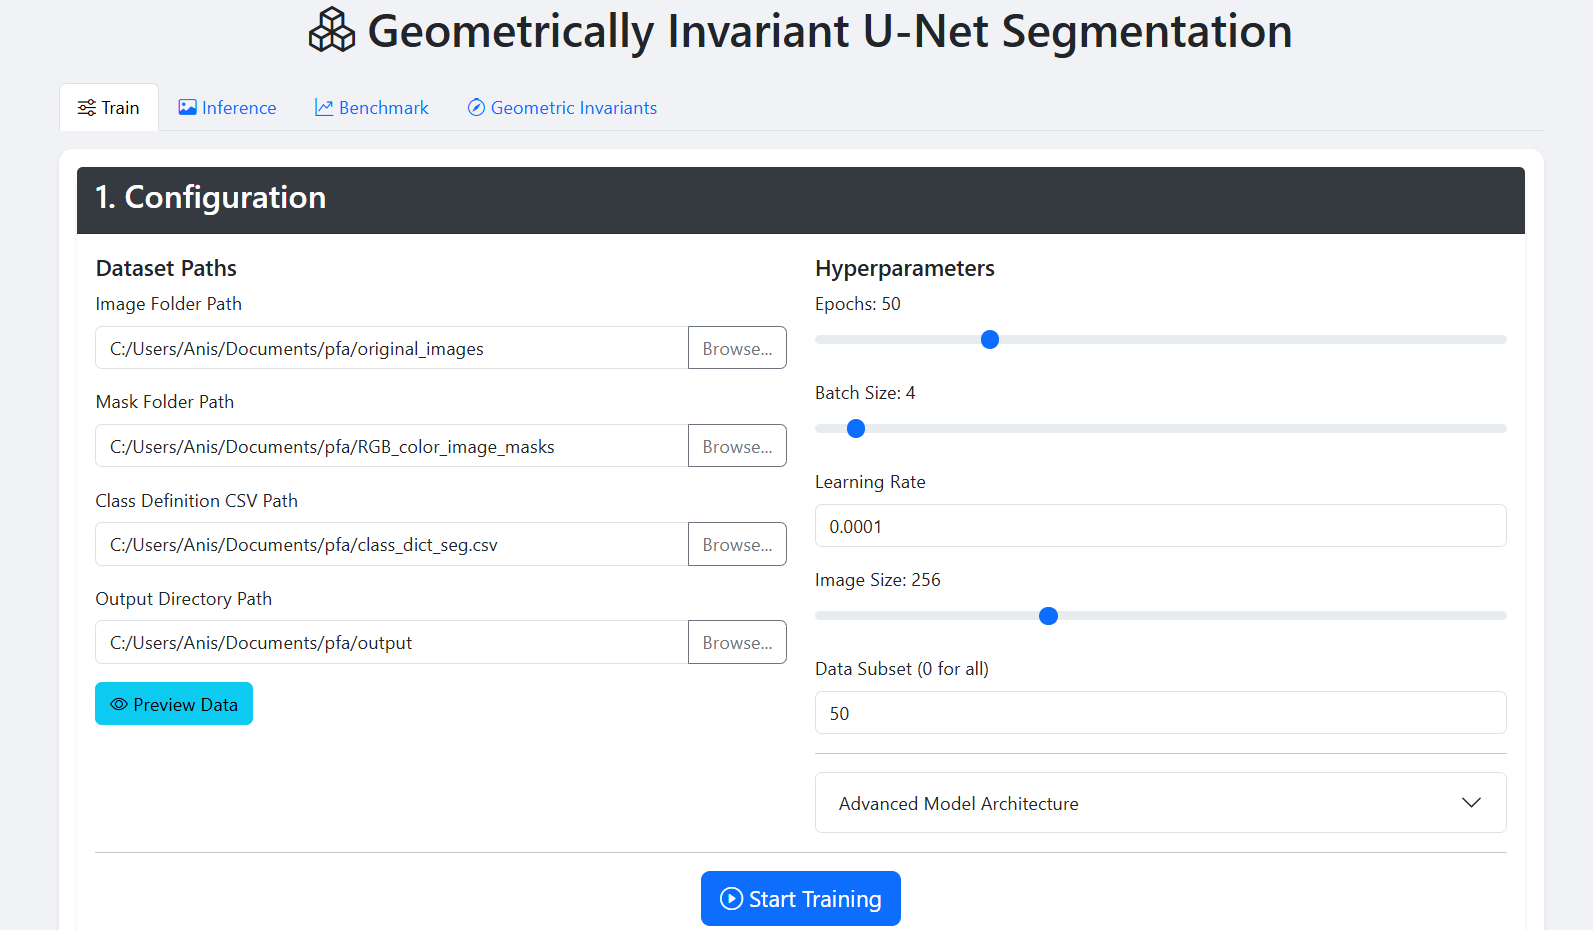 Geometrically Invariant U-Net Segmentation
Train
Inference
Benchmark
Geometric Invariants
1. Configuration
Dataset Paths
Image Folder Path
C:/Users/Anis/Documents/pfa/original_images
Browse...
Mask Folder Path
C:/Users/Anis/Documents/pfa/RGB_color_image_masks
Browse...
Class Definition CSV Path
C:/Users/Anis/Documents/pfa/class_dict_seg.csv
Browse...
Output Directory Path
C:/Users/Anis/Documents/pfa/output
Browse...
Preview Data
Hyperparameters
Epochs: 50
Batch Size: 4
Learning Rate
0.0001
Image Size: 256
Data Subset (0 for all)
50
Advanced Model Architecture
Start Training